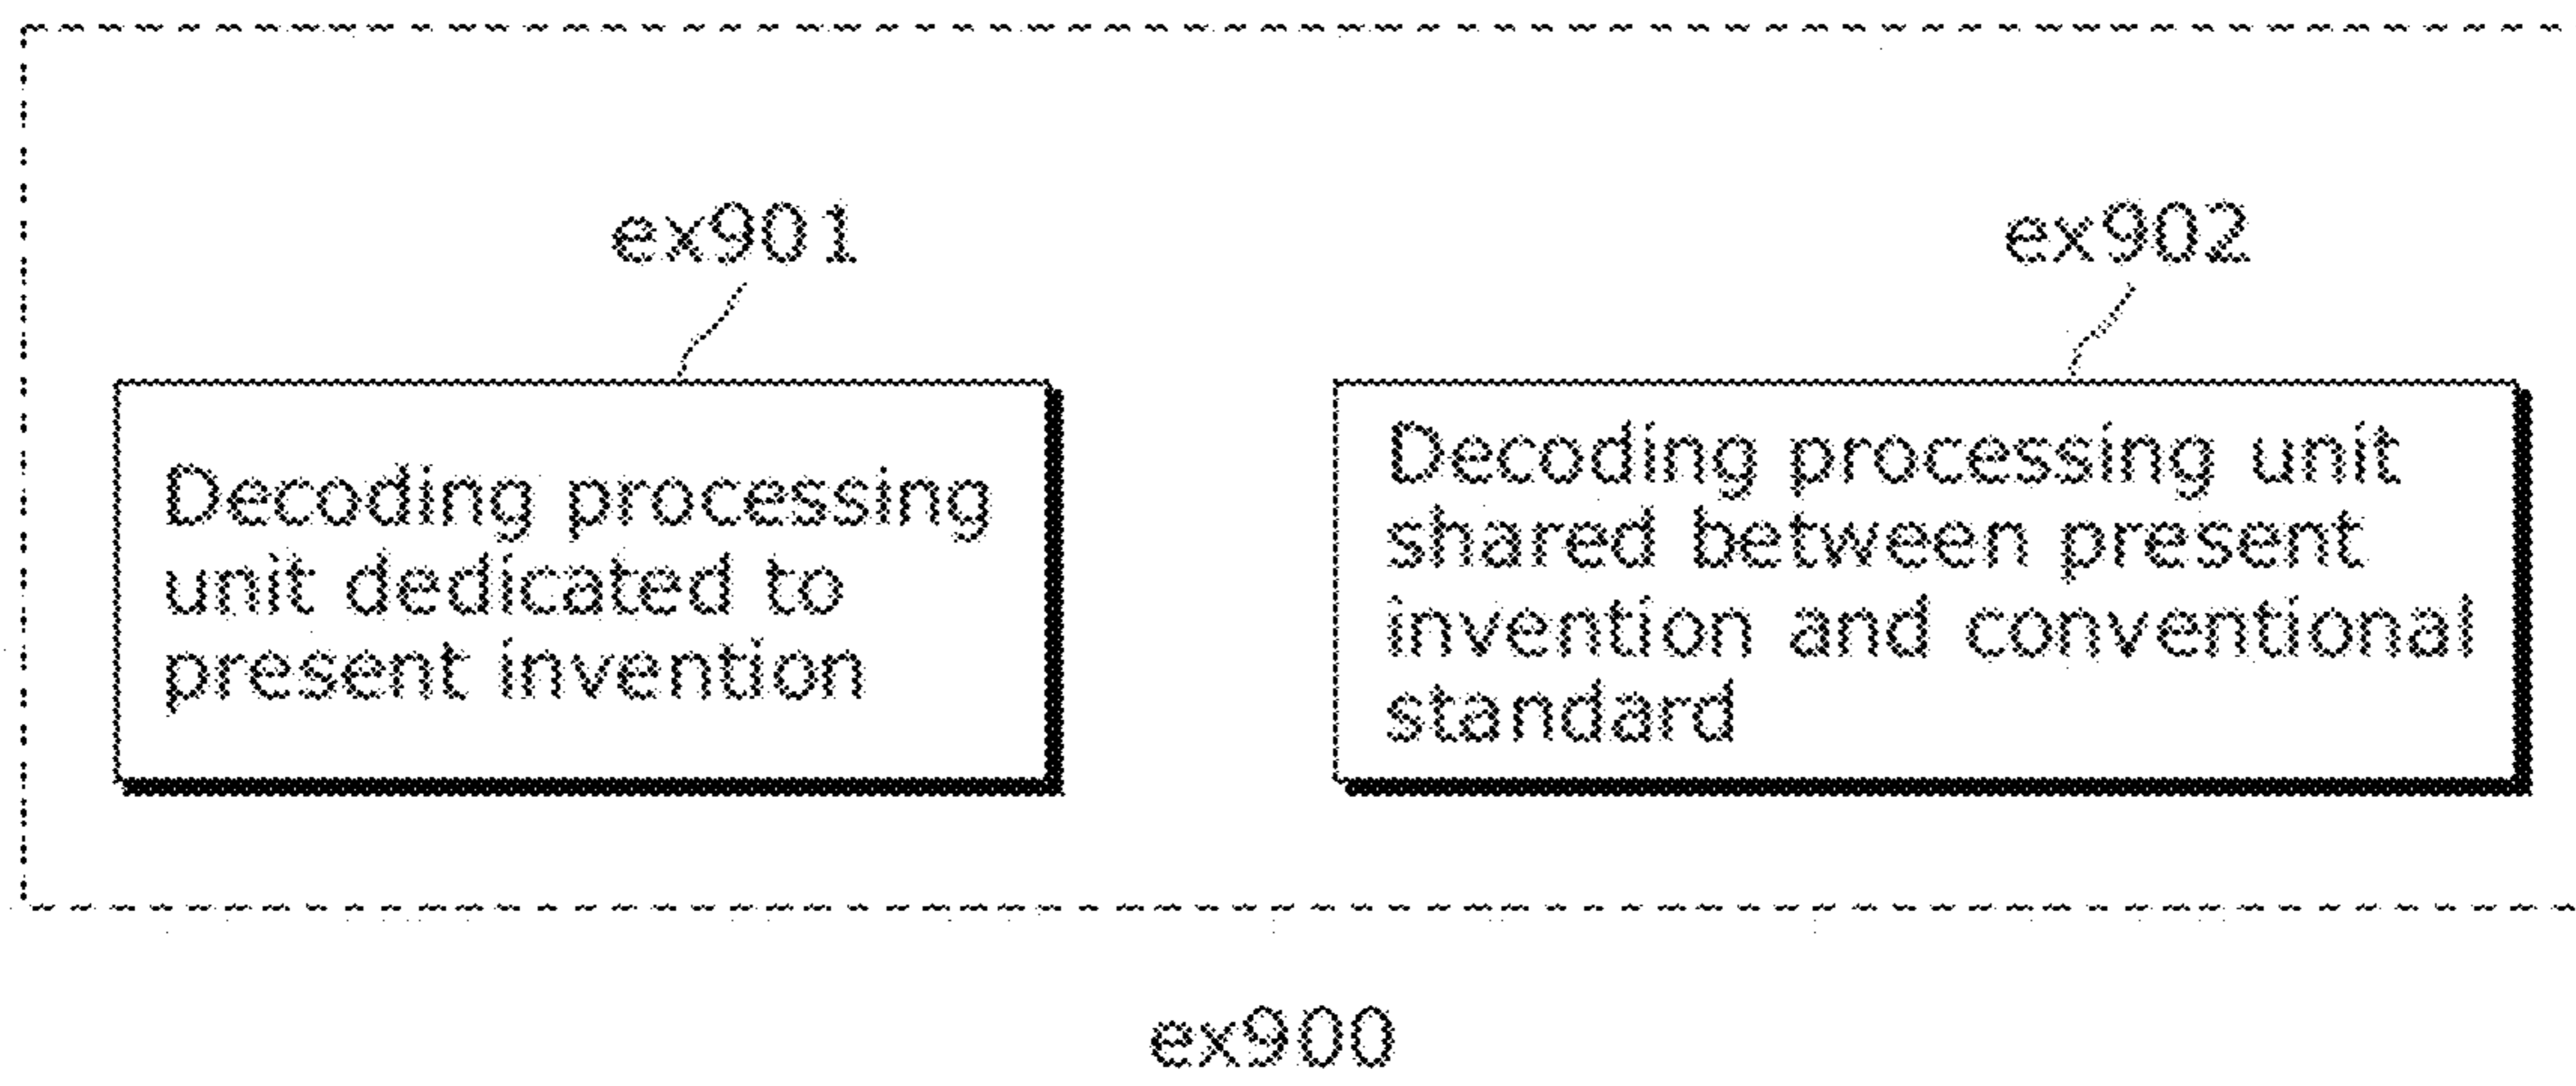 ex901
ex902
Decoding processing
unit dedicated to
present invention
Decoding processing unit
shared between present
invention and conventional
standard
ex900